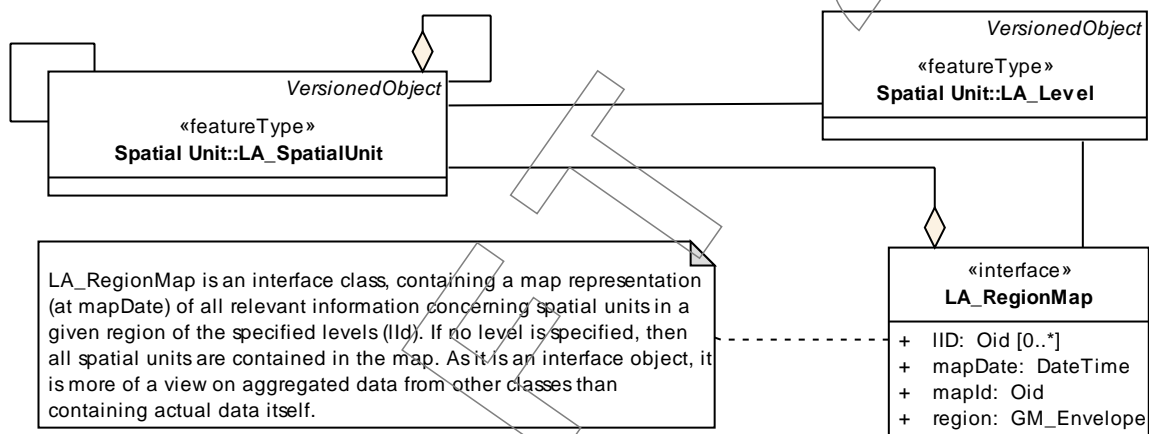 VersionedObject
«featureType»
Spatial Unit::LA_SpatialUnit
VersionedObject
«featureType»
Spatial Unit::LA_Level
LA_RegionMap is an interface class, containing a map representation
(at mapDate) of all relevant information concerning spatial units in a
given region of the specified levels (lId). If no level is specified, then
all spatial units are contained in the map. As it is an interface object, it
is more of a view on aggregated data from other classes than
containing actual data itself.
«interface»
LA_RegionMap
+ lID: Oid [0..*]
+ mapDate: DateTime
+ mapId: Oid
+ region: GM_Envelope